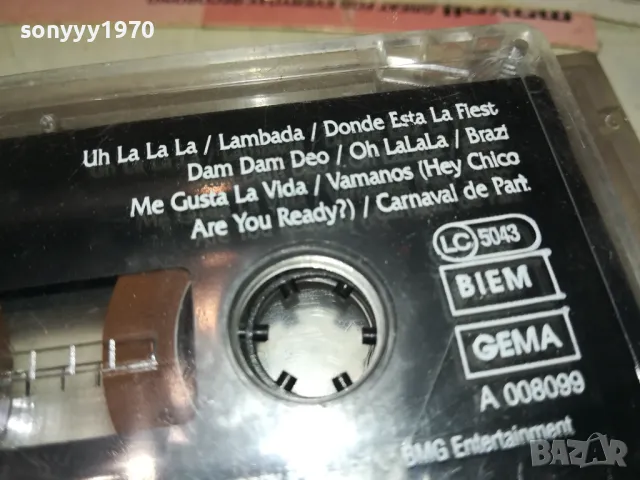 sonyyy1970
Uh La La La / Lambada / Donde Esta La Fiest
Dam Dam Deo / Oh LaLaLa / Brazi
Me Gusta La Vida / Vamanos (Hey Chico
Are You Ready?) / Carnaval de Part
LC 5043
BIEM
GEMA
A 008099
BMG Entertainment
BAZAR